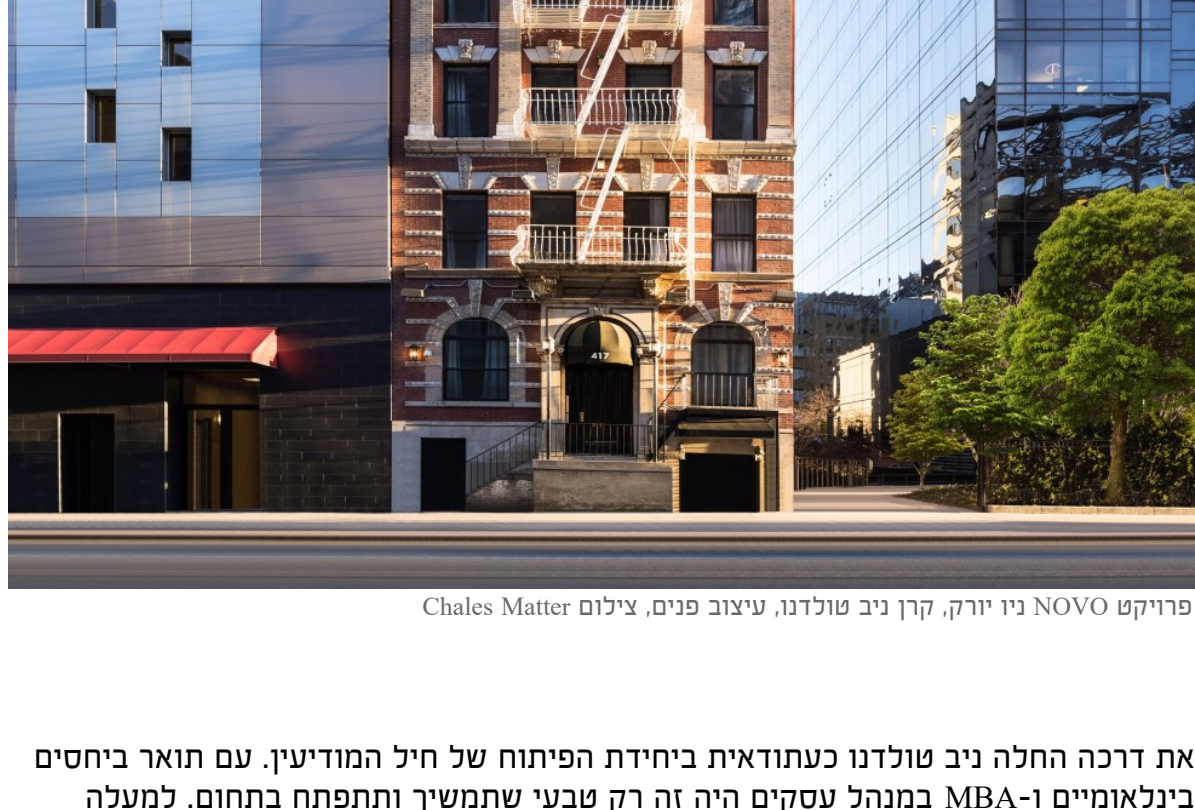 417
פרויקט NOVO ניו יורק, קרן ניב טולדנו, עיצוב פנים, צילום Chales Matter
את דרכה החלה ניב טולדנו כעתודאית ביחידת הפיתוח של חיל המודיעין. עם תואר ביחסים
בינלאומיים ו-MBA במנהל עסקים היה זה רק טבעי שתמשיך ותתפתח בתחום. למעלה